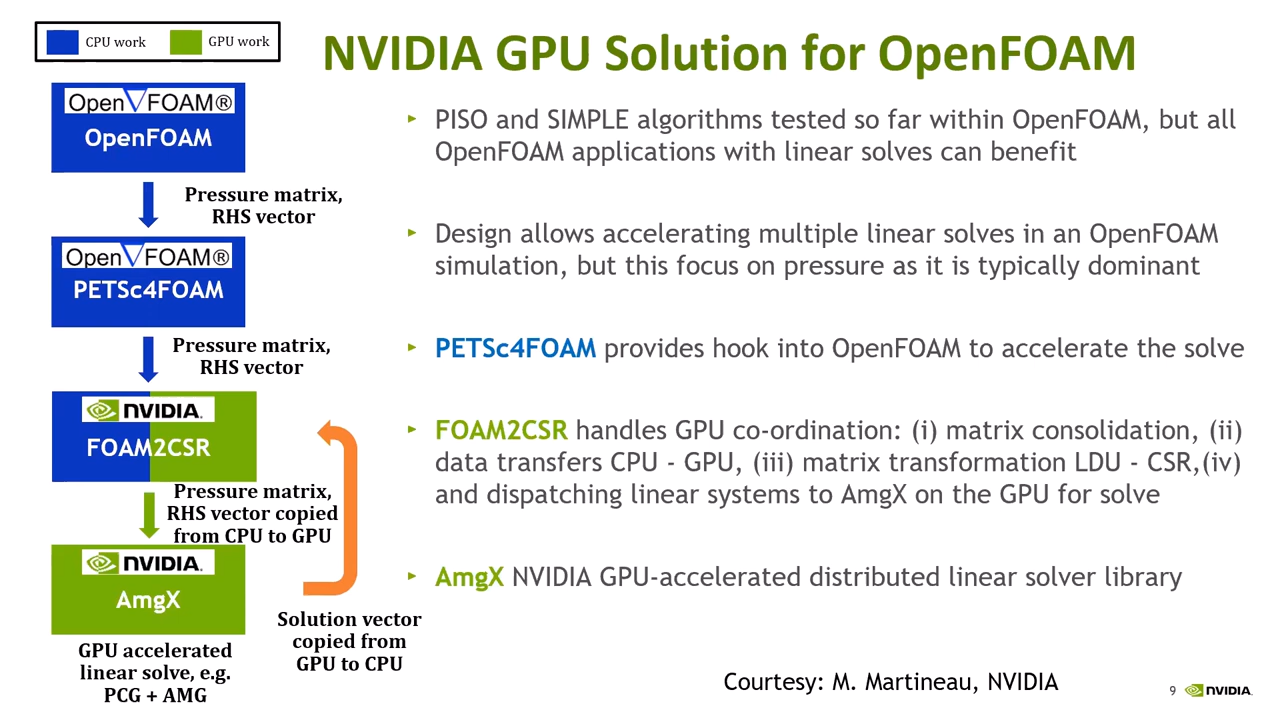 CPU work
GPU work
NVIDIA GPU Solution for OpenFOAM
Open∇FOAM®
OpenFOAM
Pressure matrix,
RHS vector
Open∇FOAM®
PETSc4FOAM
Pressure matrix,
RHS vector
NVIDIA.
FOAM2CSR
Pressure matrix,
RHS vector copied
from CPU to GPU
NVIDIA.
AmgX
GPU accelerated
linear solve, e.g.
PCG + AMG
Solution vector
copied from
GPU to CPU
PISO and SIMPLE algorithms tested so far within OpenFOAM, but all
OpenFOAM applications with linear solves can benefit
Design allows accelerating multiple linear solves in an OpenFOAM
simulation, but this focus on pressure as it is typically dominant
PETSc4FOAM provides hook into OpenFOAM to accelerate the solve
FOAM2CSR handles GPU co-ordination: (i) matrix consolidation, (ii)
data transfers CPU - GPU, (iii) matrix transformation LDU - CSR,(iv)
and dispatching linear systems to AmgX on the GPU for solve
AmgX NVIDIA GPU-accelerated distributed linear solver library
Courtesy: M. Martineau, NVIDIA
9 NVIDIA.